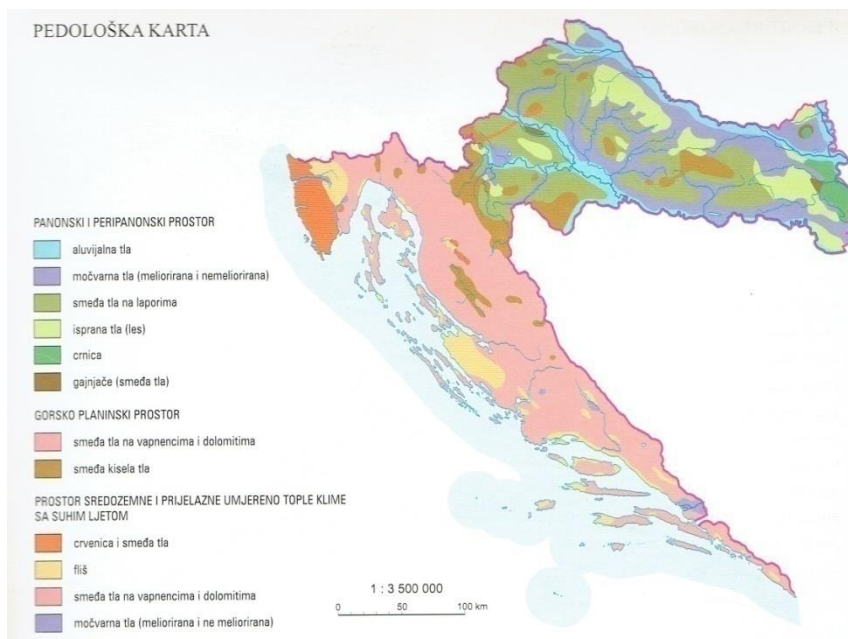 PEDOLOŠKA KARTA
PANONSKI I PERIPANONSKI PROSTOR
aluvijalna tla
močvarna tla (meliorirana i nemeliorirana)
smeđa tla na laporima
isprana tla (les)
crnica
gajnjače (smeđa tla)
GORSKO PLANINSKI PROSTOR
smeđa tla na vapnencima i dolomitima
smeđa kisela tla
PROSTOR SREDOZEMNE I PRIJELAZNE UMJERENO TOPLE KLIME
SA SUHIM LJETOM
crvenica i smeđa tla
fliš
smeđa tla na vapnencima i dolomitima
močvarna tla (meliorirana i ne meliorirana)
1 : 3 500 000
0 50 100 km